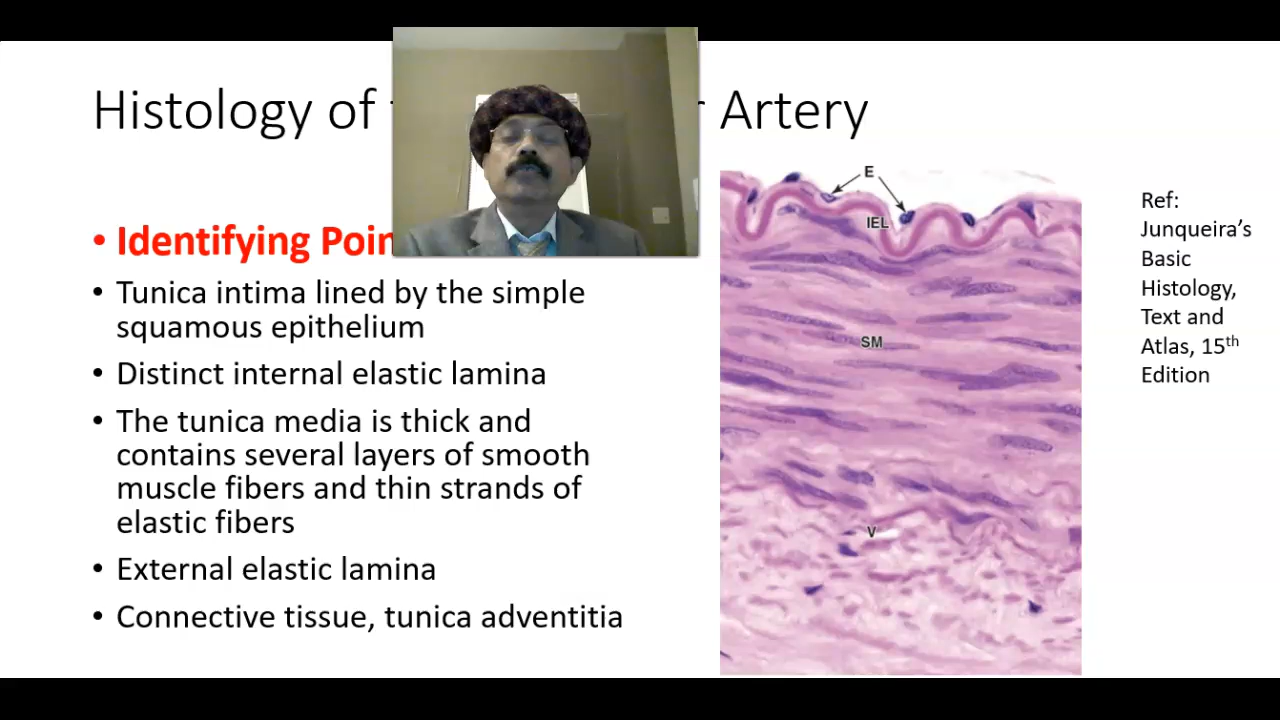 Histology of Artery
• Identifying
• Tunica intima lined by the simple
squamous epithelium
• Distinct internal elastic lamina
• The tunica media is thick and
contains several layers of smooth
muscle fibers and thin strands of
elastic fibers
• External elastic lamina
• Connective tissue, tunica adventitia
E
IEL
SM
V
Ref:
Junqueira’s
Basic
Histology,
Text and
Atlas, 15th
Edition